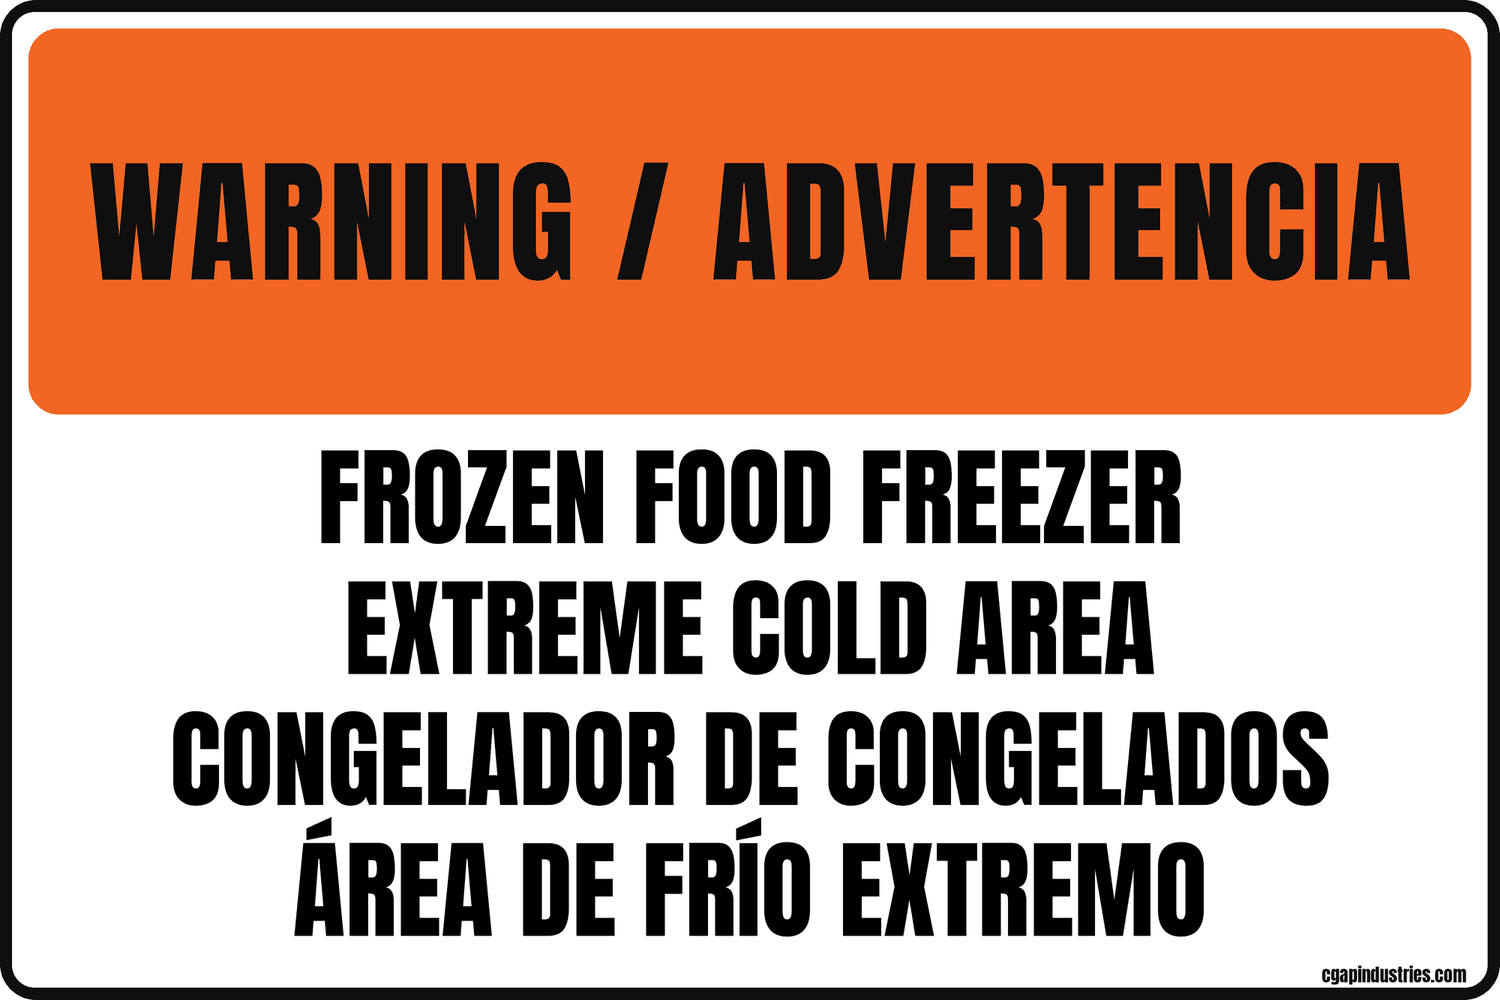 WARNING / ADVERTENCIA
FROZEN FOOD FREEZER
EXTREME COLD AREA
CONGELADOR DE CONGELADOS
ÁREA DE FRÍO EXTREMO
cgapindustries.com